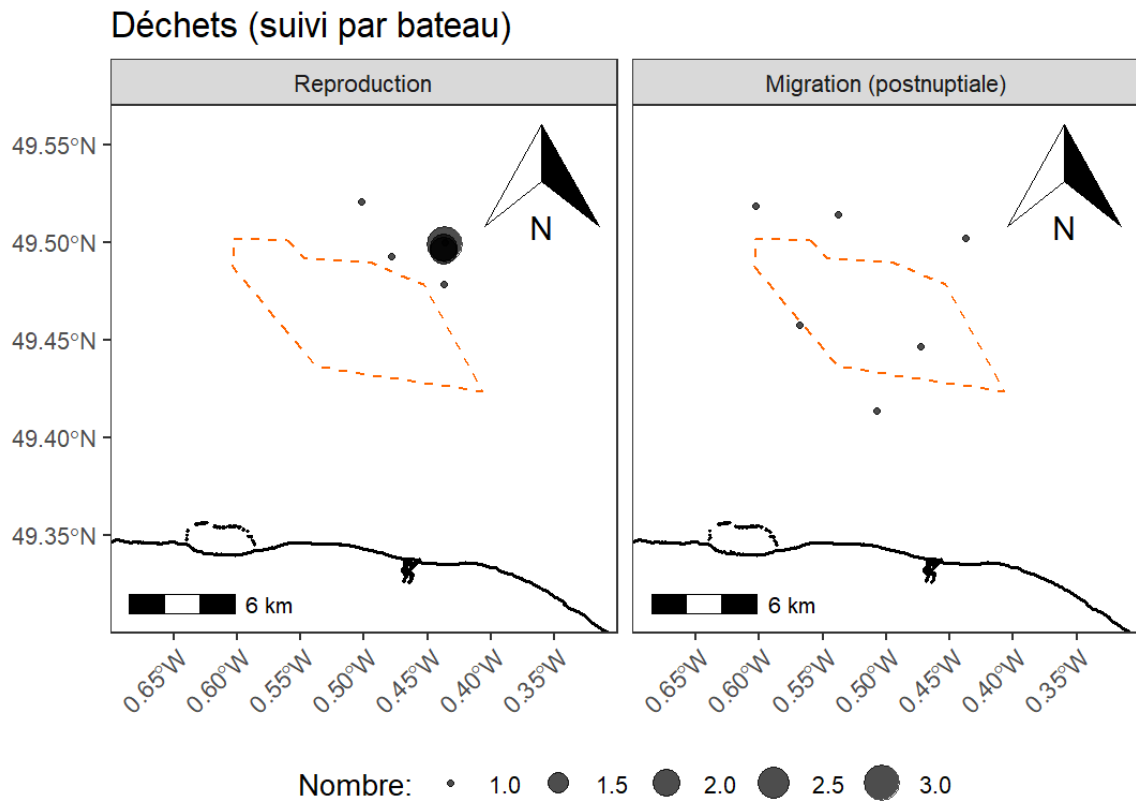 Déchets (suivi par bateau)
Reproduction
Migration (postnuptiale)
49.55°N
49.50°N
49.45°N
49.40°N
49.35°N
N
N
6 km
6 km
0.65°W
0.60°W
0.55°W
0.50°W
0.45°W
0.40°W
0.35°W
0.65°W
0.60°W
0.55°W
0.50°W
0.45°W
0.40°W
0.35°W
Nombre: 1.0 1.5 2.0 2.5 3.0